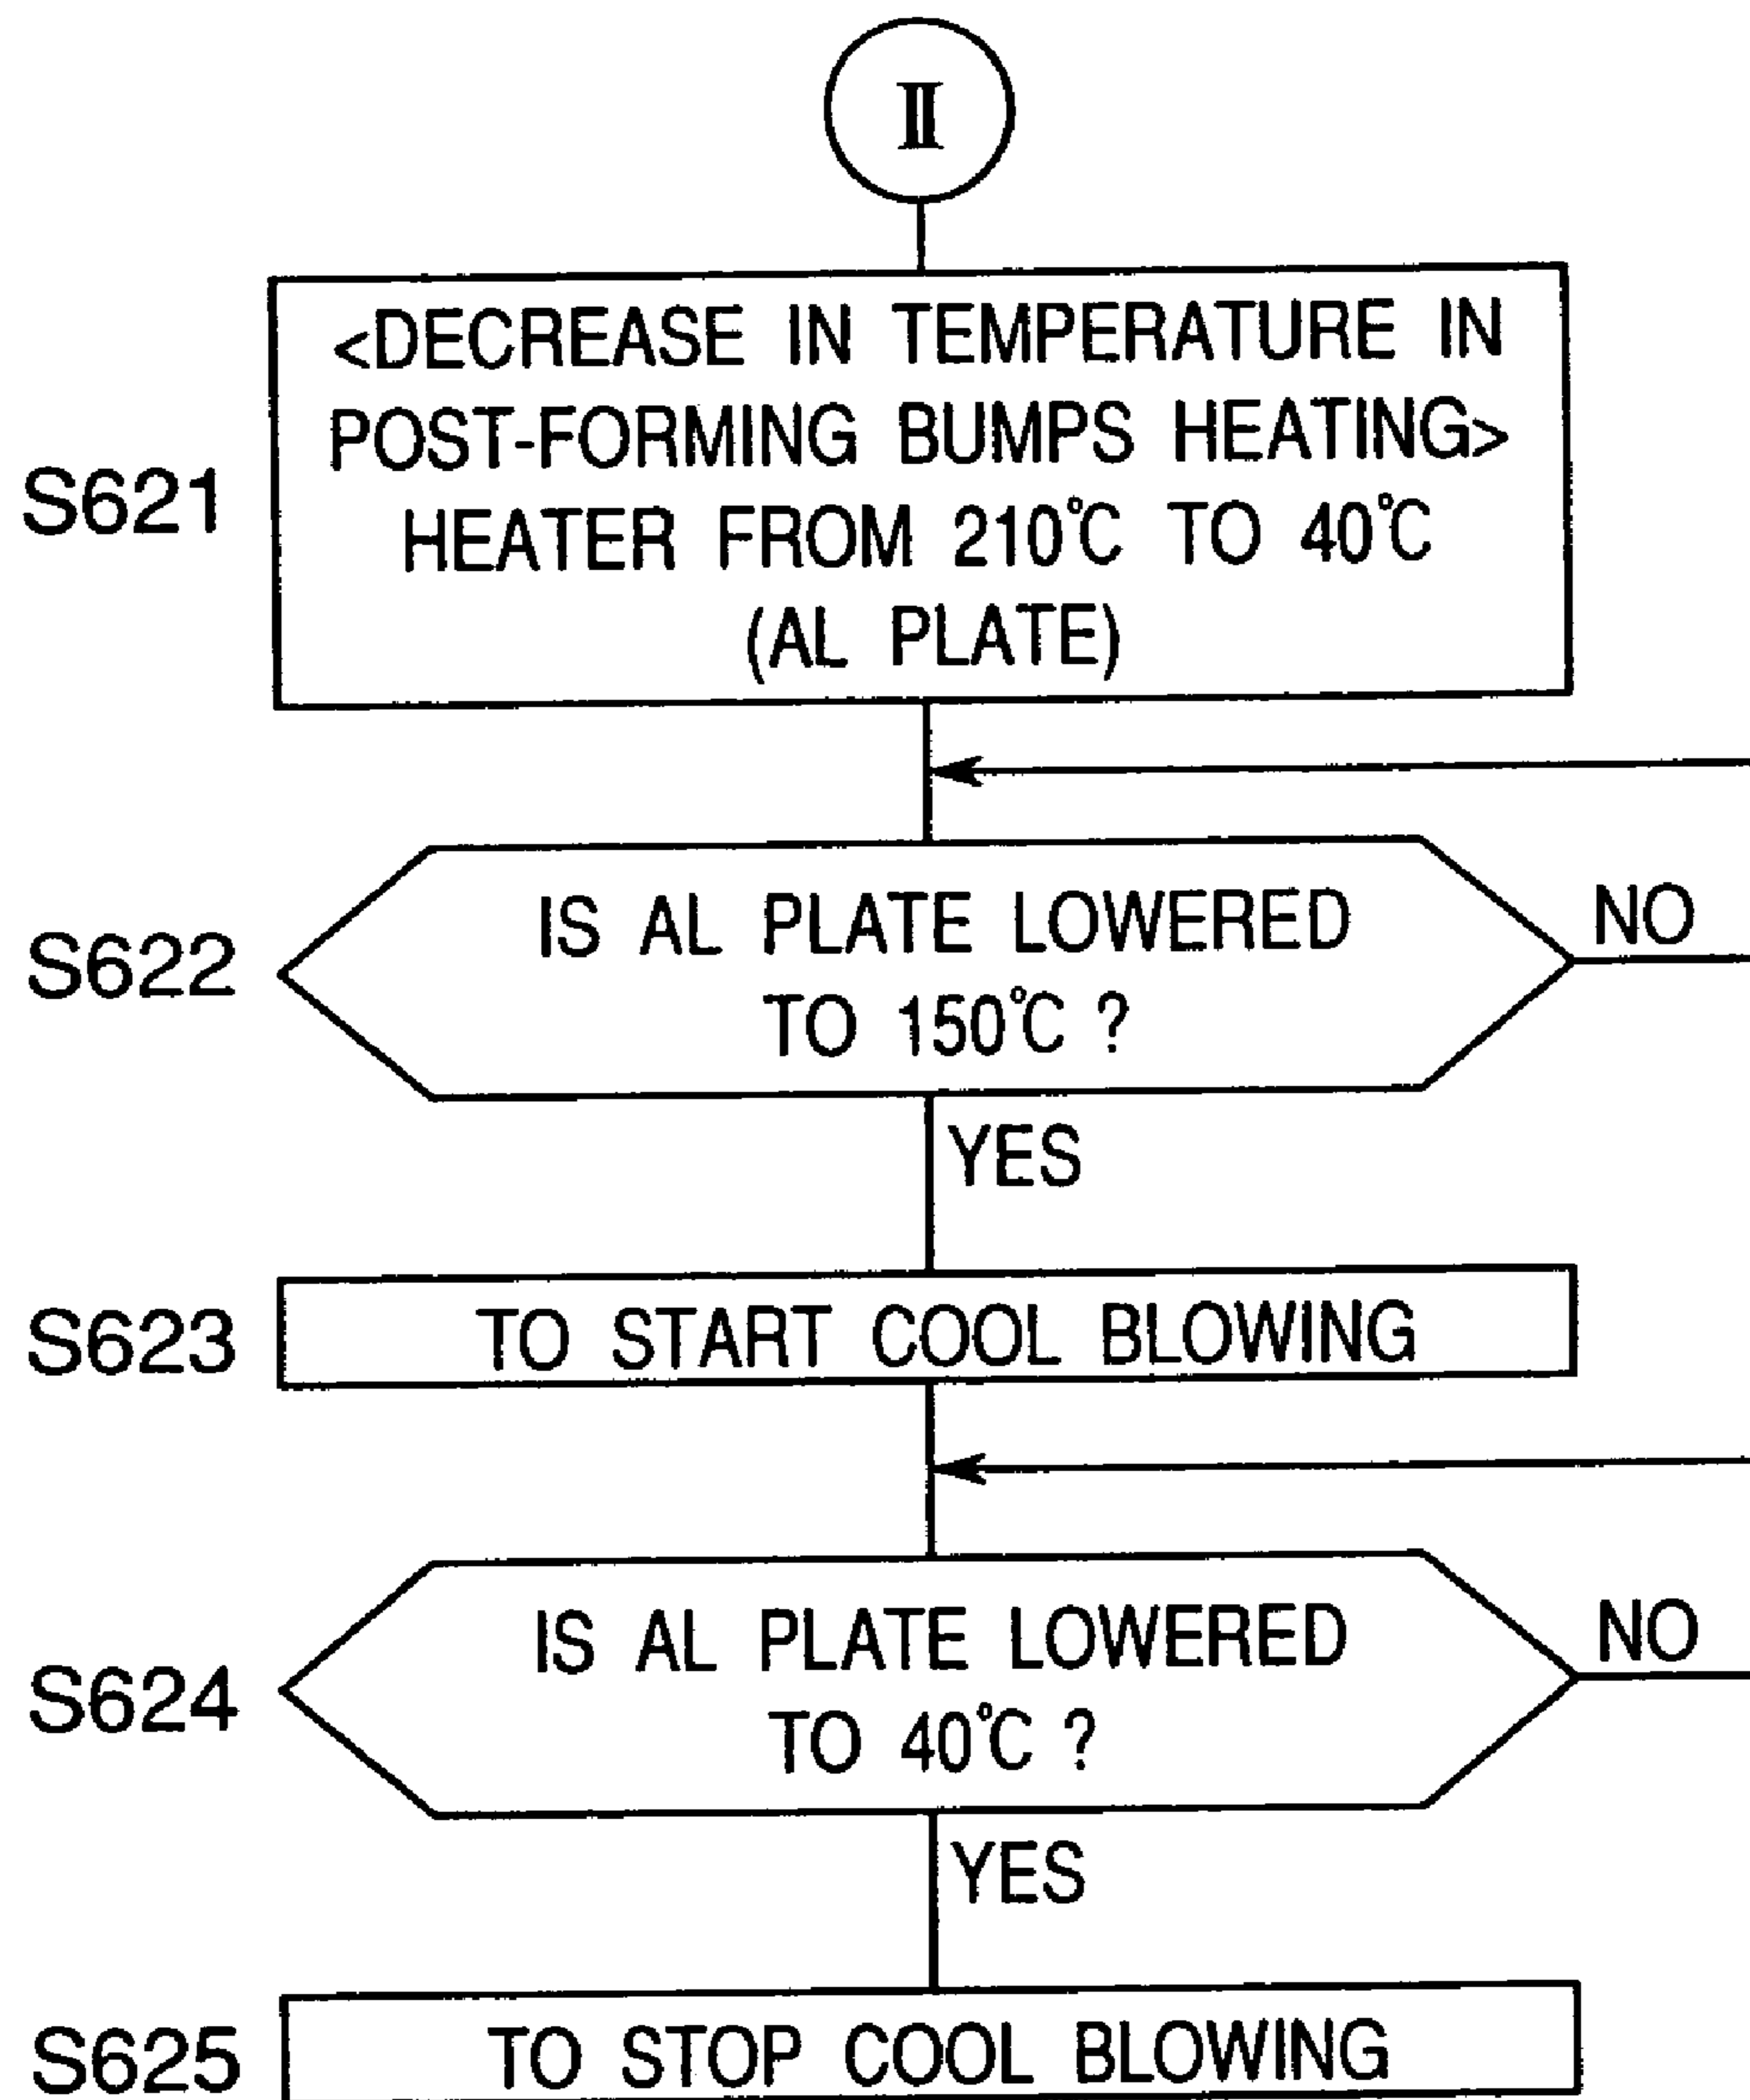 II
<DECREASE IN TEMPERATURE IN
POST-FORMING BUMPS HEATING>
S621
HEATER FROM 210℃ TO 40℃
(AL PLATE)
IS AL PLATE LOWERED
NO
S622
TO 150℃ ?
YES
S623
TO START COOL BLOWING
IS AL PLATE LOWERED
NO
S624
TO 40℃ ?
YES
S625
TO STOP COOL BLOWING